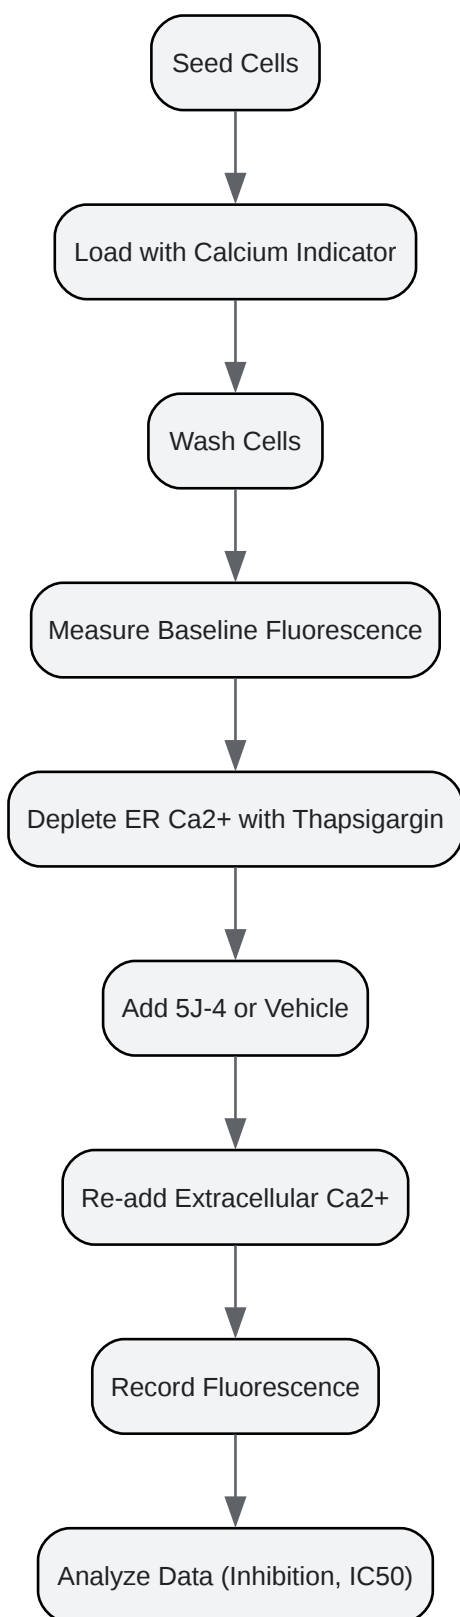 Seed Cells
Load with Calcium Indicator
Wash Cells
Measure Baseline Fluorescence
Deplete ER Ca2+ with Thapsigargin
Add 5J-4 or Vehicle
Re-add Extracellular Ca2+
Record Fluorescence
Analyze Data (Inhibition, IC50)